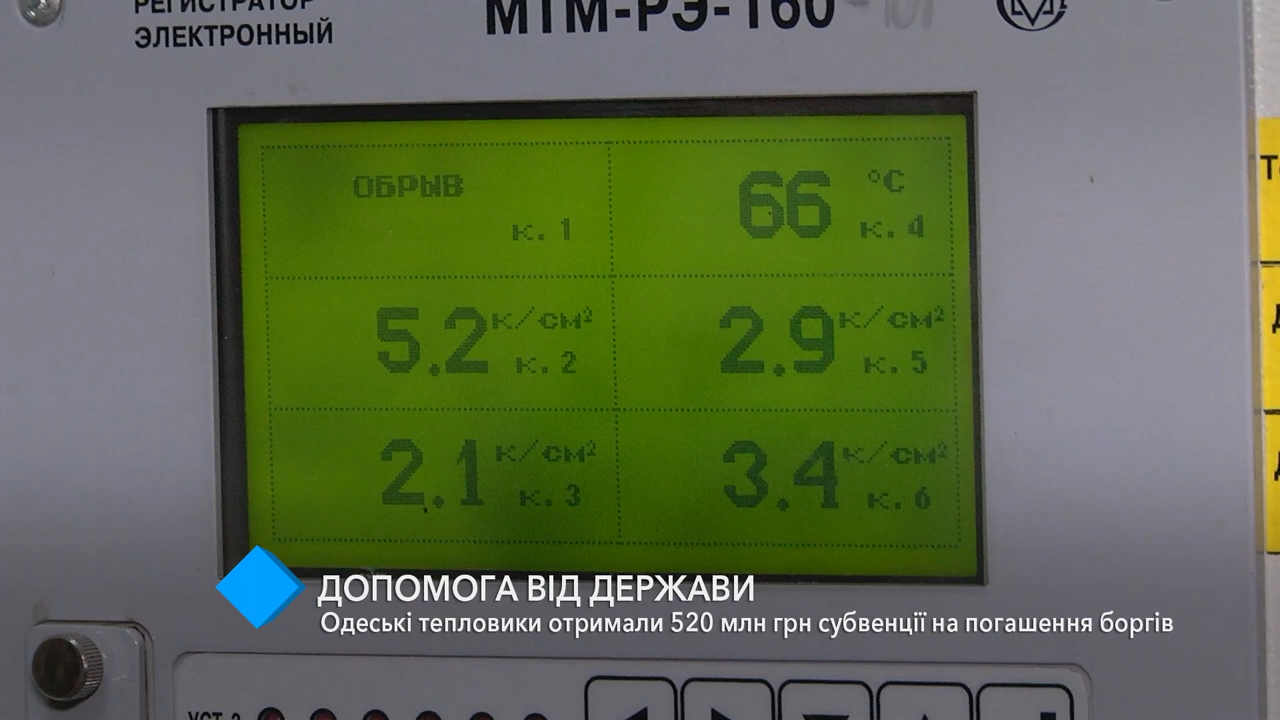 РЕГИСТРАТОР
ЭЛЕКТРОННЫЙ
МТМ-РЭ-160
ОБРЫВ
к. 1
66 °C
к. 4
5.2 к/см²
к. 2
2.9 к/см²
к. 5
2.1 к/см²
к. 3
3.4 к/см²
к. 6
ДОПОМОГА ВІД ДЕРЖАВИ
Одеські тепловики отримали 520 млн грн субвенції на погашення боргів